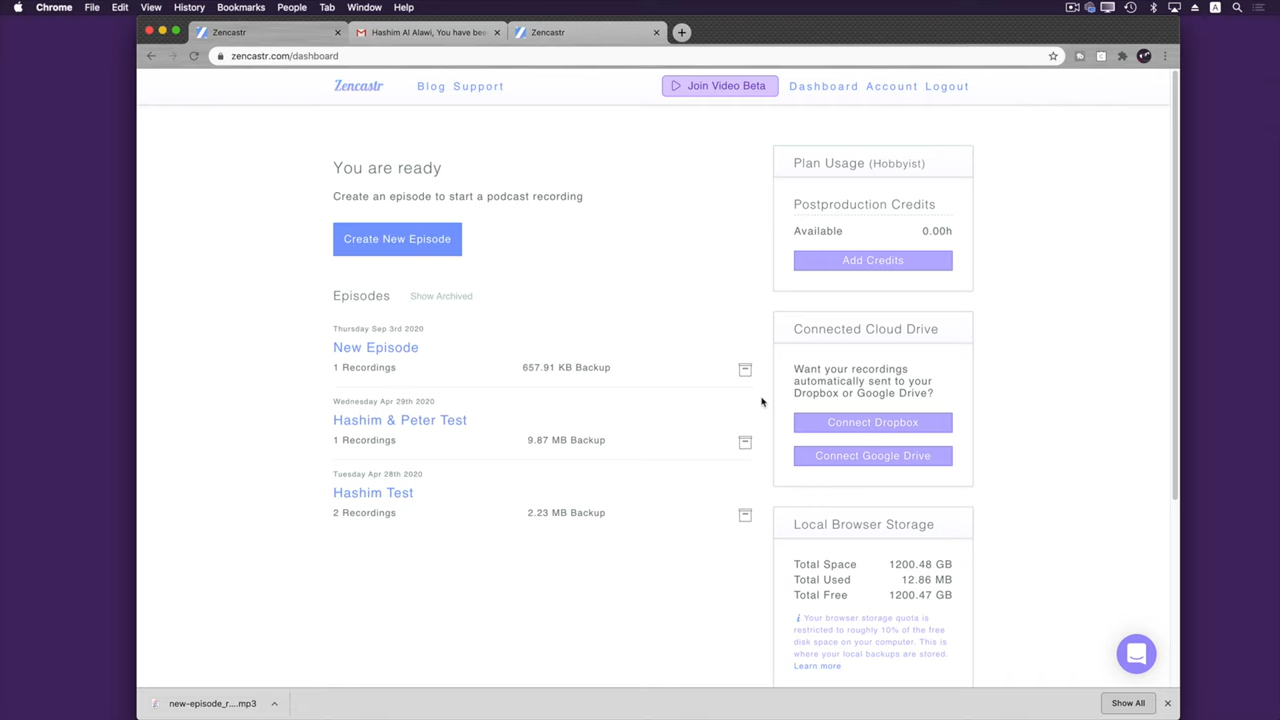 Chrome File Edit View History Bookmarks People Tab Window Help
Zencastr
Hashim Al Alawi, You have bee
Zencastr
zencastr.com/dashboard
Zencastr Blog Support Join Video Beta Dashboard Account Logout
You are ready
Create an episode to start a podcast recording
Create New Episode
Episodes Show Archived
Thursday Sep 3rd 2020
New Episode
1 Recordings 657.91 KB Backup
Wednesday Apr 29th 2020
Hashim & Peter Test
1 Recordings 9.87 MB Backup
Tuesday Apr 28th 2020
Hashim Test
2 Recordings 2.23 MB Backup
Plan Usage (Hobbyist)
Postproduction Credits
Available 0.00h
Add Credits
Connected Cloud Drive
Want your recordings
automatically sent to your
Dropbox or Google Drive?
Connect Dropbox
Connect Google Drive
Local Browser Storage
Total Space 1200.48 GB
Total Used 12.86 MB
Total Free 1200.47 GB
i Your browser storage quota is
restricted to roughly 10% of the free
disk space on your computer. This is
where your local backups are stored.
Learn more
new-episode_r....mp3
Show All